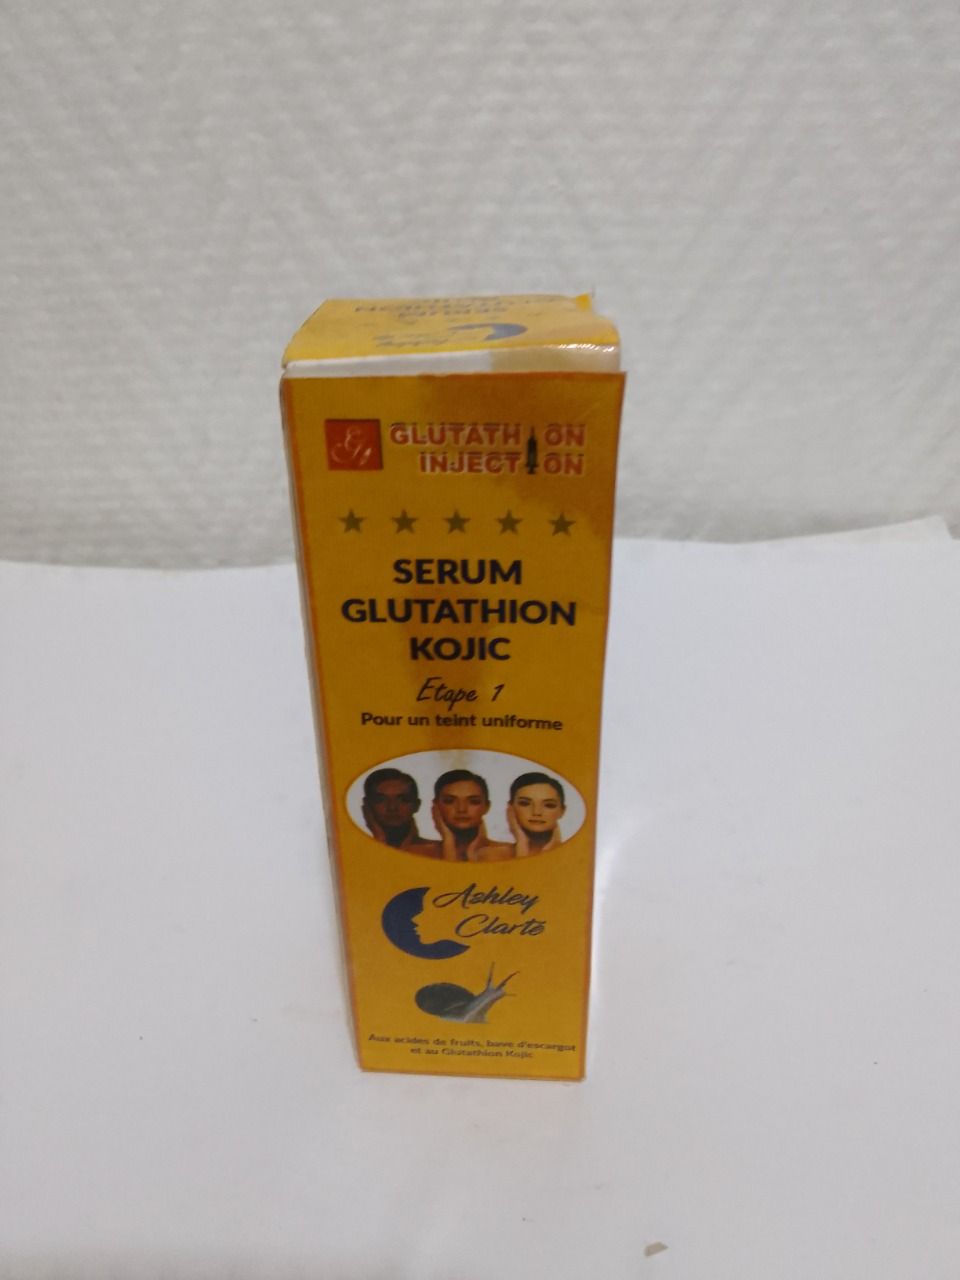 GLUTATHION
INJECTION
SERUM
GLUTATHION
KOJIC
Etape 1
Pour un teint uniforme
Ashley
Clarté
Aux acides de fruits, bave d'escargot
et au Glutathion Kojic